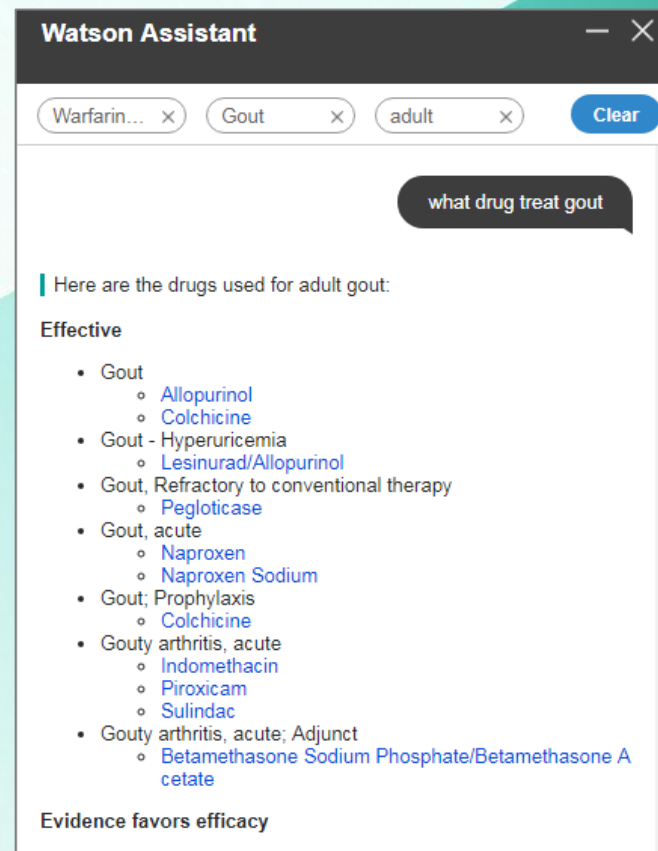 Watson Assistant
Warfarin...
Gout
adult
Clear
what drug treat gout
Here are the drugs used for adult gout:
Effective
Gout
Allopurinol
Colchicine
Gout - Hyperuricemia
Lesinurad/Allopurinol
Gout, Refractory to conventional therapy
Pegloticase
Gout, acute
Naproxen
Naproxen Sodium
Gout; Prophylaxis
Colchicine
Gouty arthritis, acute
Indomethacin
Piroxicam
Sulindac
Gouty arthritis, acute; Adjunct
Betamethasone Sodium Phosphate/Betamethasone A
cetate
Evidence favors efficacy